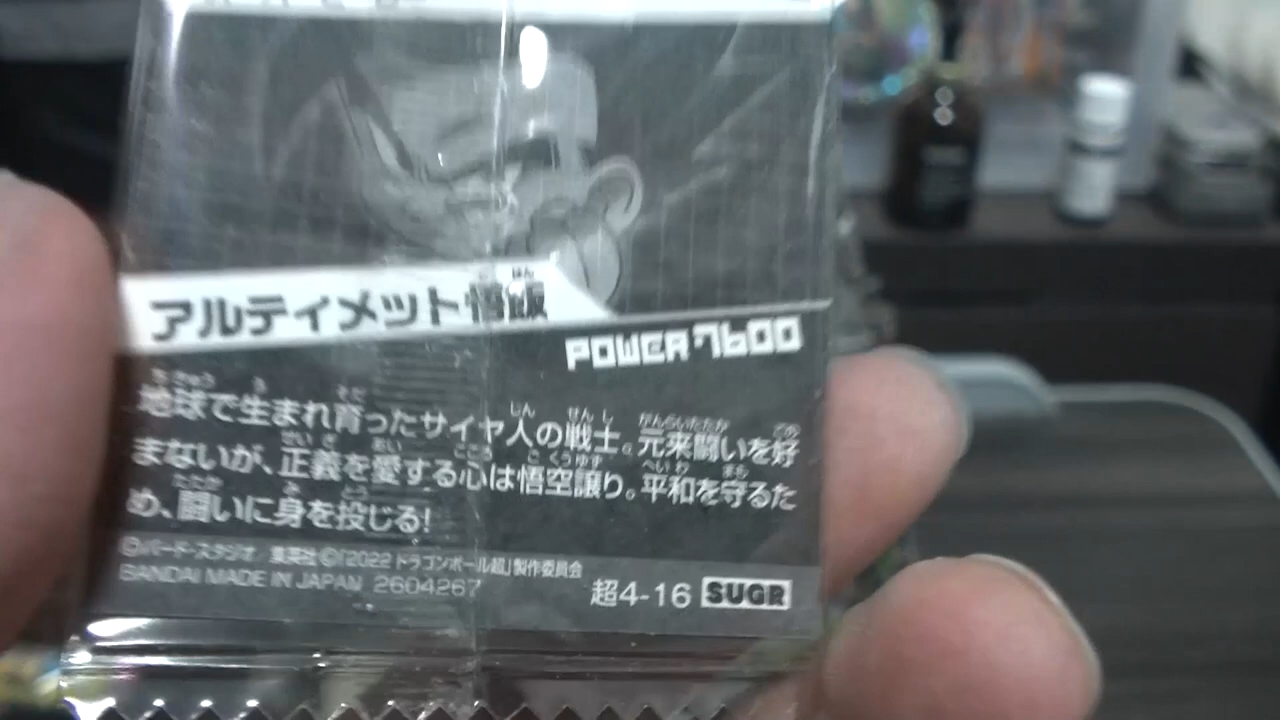 アルティメット悟飯
POWER 7600
地球で生まれ育ったサイヤ人の戦士。元来闘いを好
まないが、正義を愛する心は悟空譲り。平和を守るた
め、闘いに身を投じる!
©バード・スタジオ/集英社 ©「2022 ドラゴンボール超」製作委員会
BANDAI MADE IN JAPAN 2604267
超4-16 SUGR